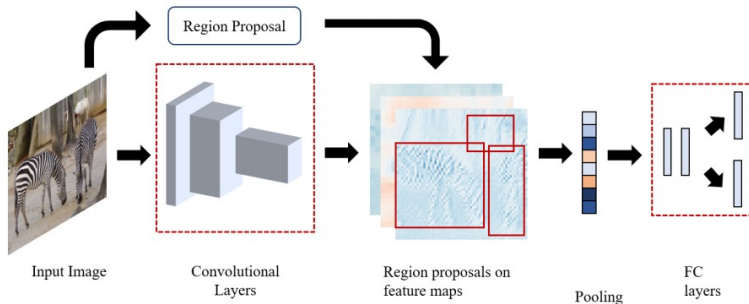 Region Proposal
Input Image
Convolutional
Layers
Region proposals on
feature maps
Pooling
FC
layers